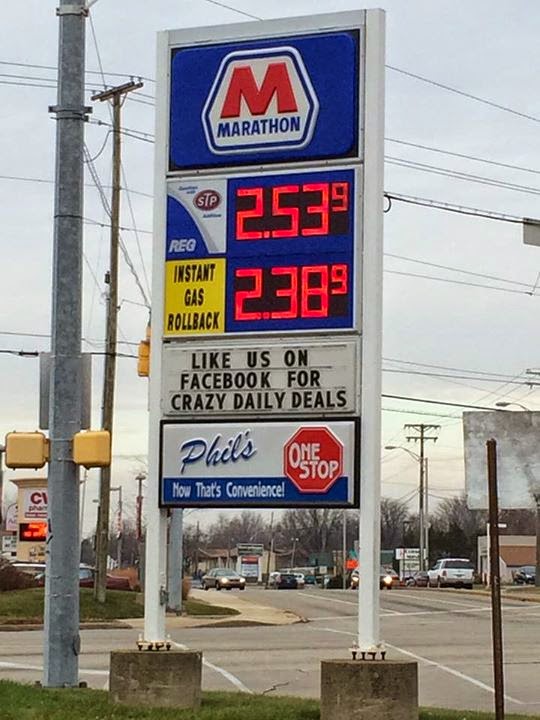 M
MARATHON
STP
REG
2.53 9
INSTANT
GAS
ROLLBACK
2.38 9
LIKE US ON
FACEBOOK FOR
CRAZY DAILY DEALS
Phil's
ONE
STOP
Now That's Convenience!